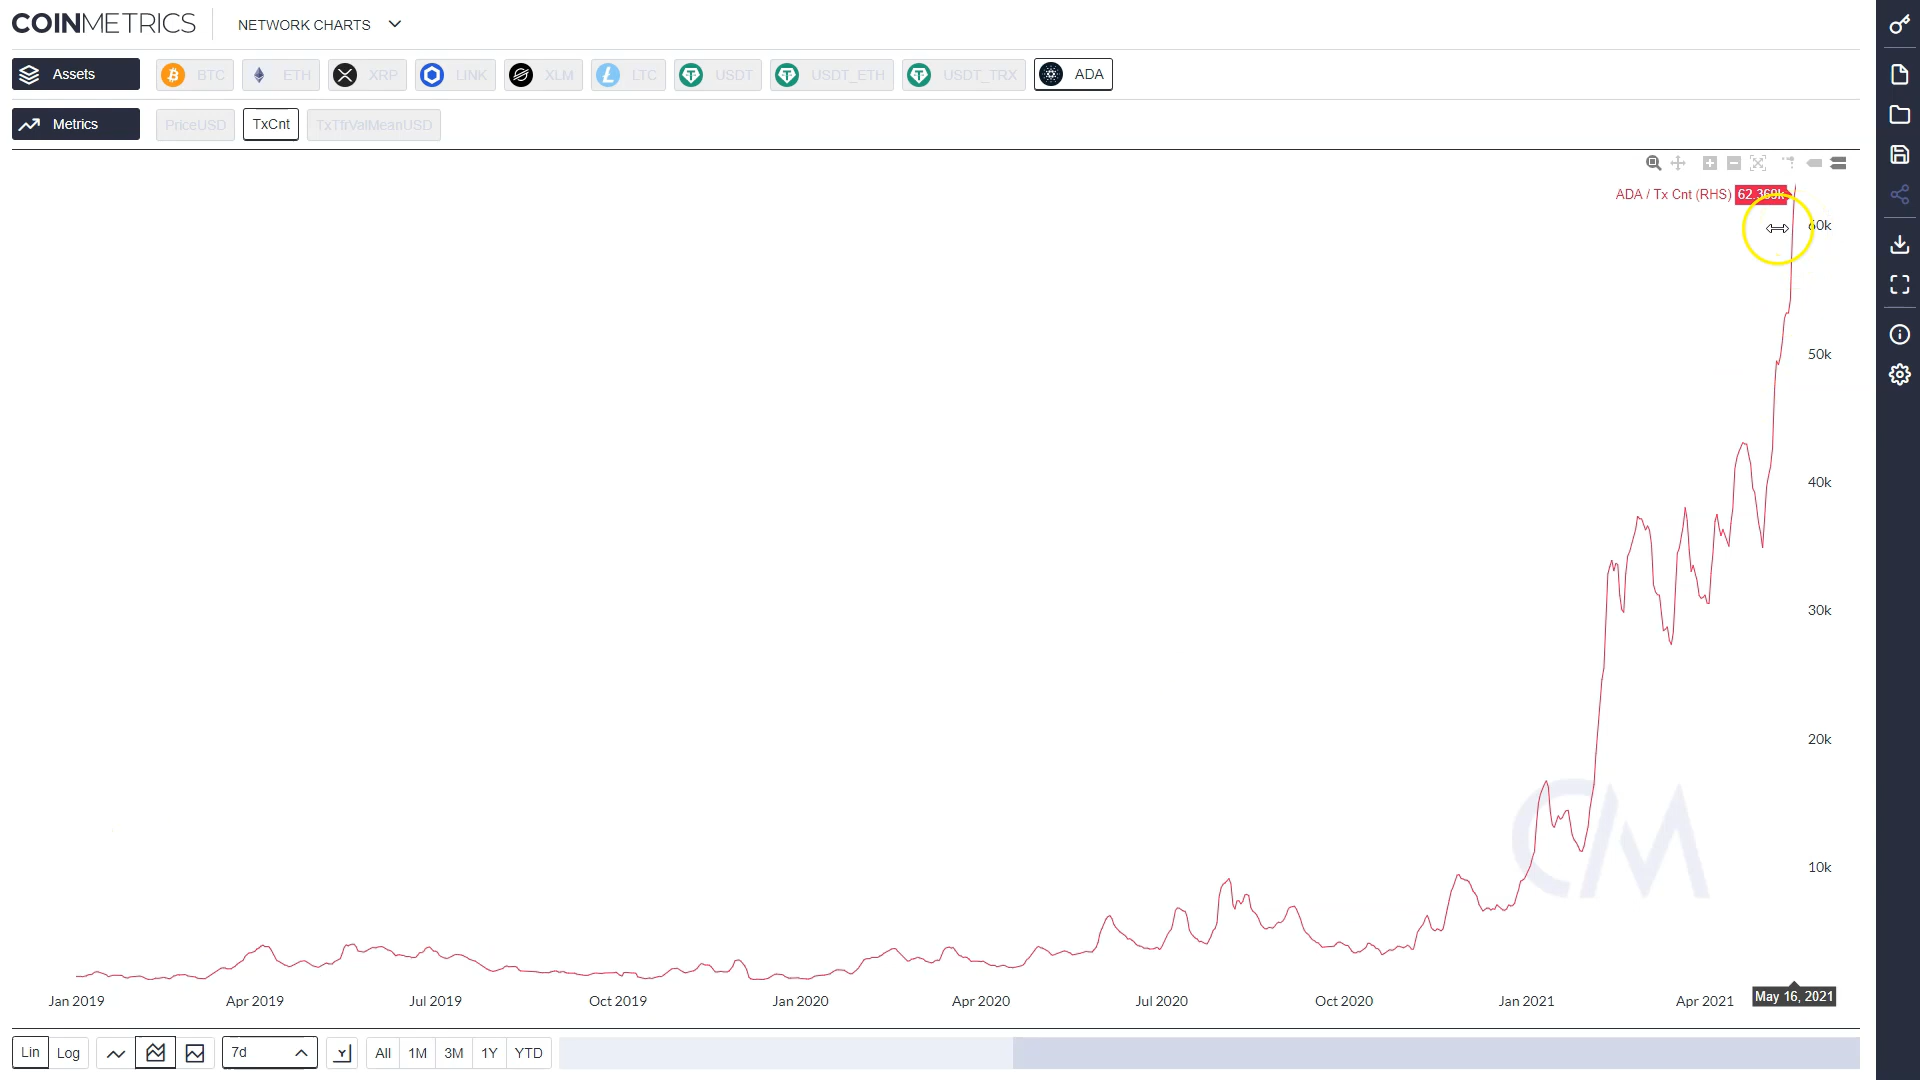 COINMETRICS NETWORK CHARTS
Assets BTC ETH XRP LINK XLM LTC USDT USDT_ETH USDT_TRX ADA
Metrics PriceUSD TxCnt TxTfrValMeanUSD
ADA / Tx Cnt (RHS) 62.369k
60k
50k
40k
30k
20k
CM
10k
Jan 2019 Apr 2019 Jul 2019 Oct 2019 Jan 2020 Apr 2020 Jul 2020 Oct 2020 Jan 2021 Apr 2021 May 16, 2021
Lin Log 7d All 1M 3M 1Y YTD